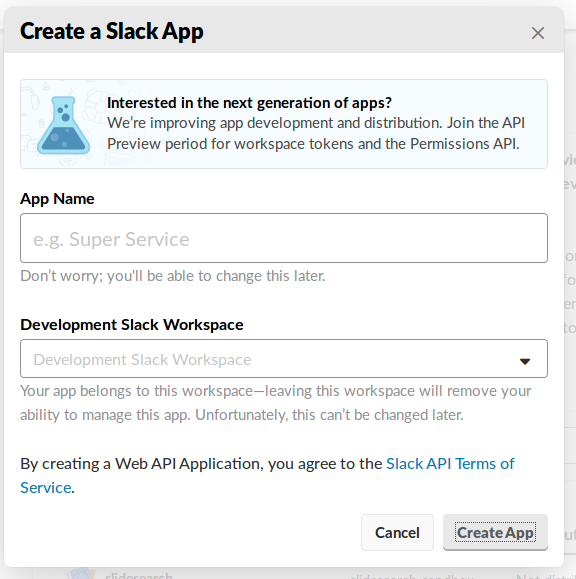 Create a Slack App
Interested in the next generation of apps?
We're improving app development and distribution. Join the API
Preview period for workspace tokens and the Permissions API.
App Name
e.g. Super Service
Don't worry; you'll be able to change this later.
Development Slack Workspace
Development Slack Workspace
Your app belongs to this workspace—leaving this workspace will remove your
ability to manage this app. Unfortunately, this can't be changed later.
By creating a Web API Application, you agree to the Slack API Terms of
Service.
Cancel
Create App